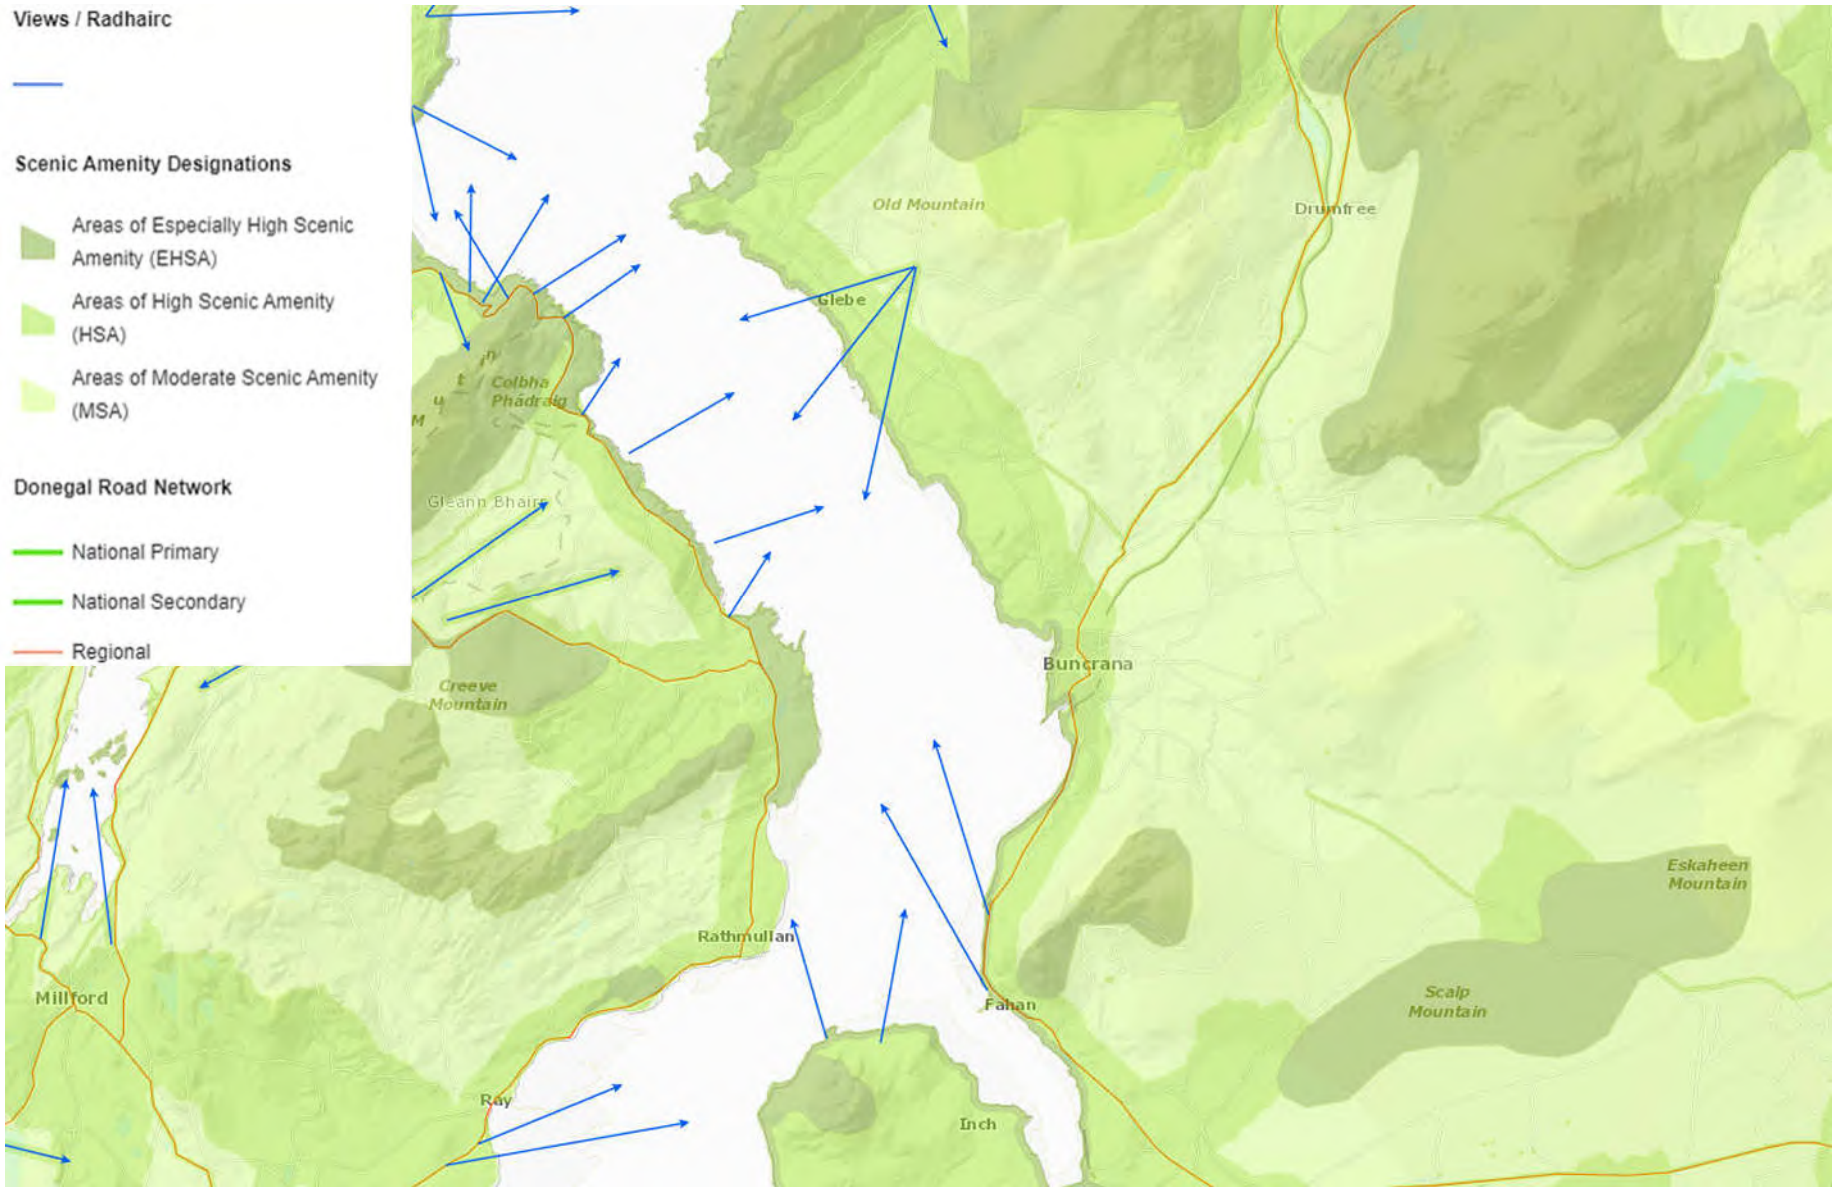 Views / Radhairc
Scenic Amenity Designations
Areas of Especially High Scenic
Amenity (EHSA)
Areas of High Scenic Amenity
(HSA)
Areas of Moderate Scenic Amenity
(MSA)
Donegal Road Network
National Primary
National Secondary
Regional
Old Mountain
Drumfree
Glebe
M u t i n
Colbha
Phádraig
Gleann Bhairr
Buncrana
Creeve
Mountain
Eskaheen
Mountain
Rathmullan
Millford
Fahan
Scalp
Mountain
Ray
Inch